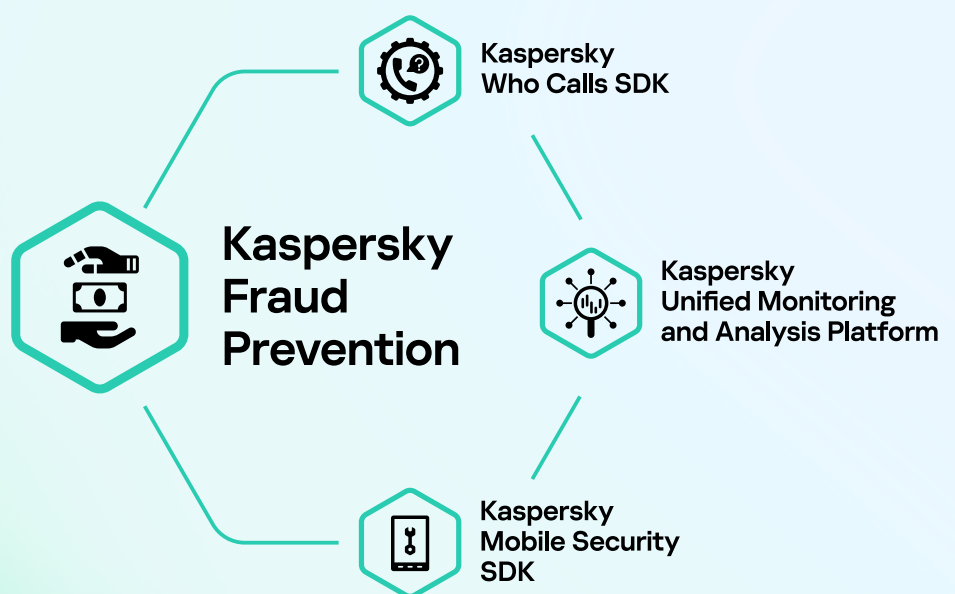 Kaspersky
Who Calls SDK
Kaspersky
Fraud
Prevention
Kaspersky
Unified Monitoring
and Analysis Platform
Kaspersky
Mobile Security
SDK